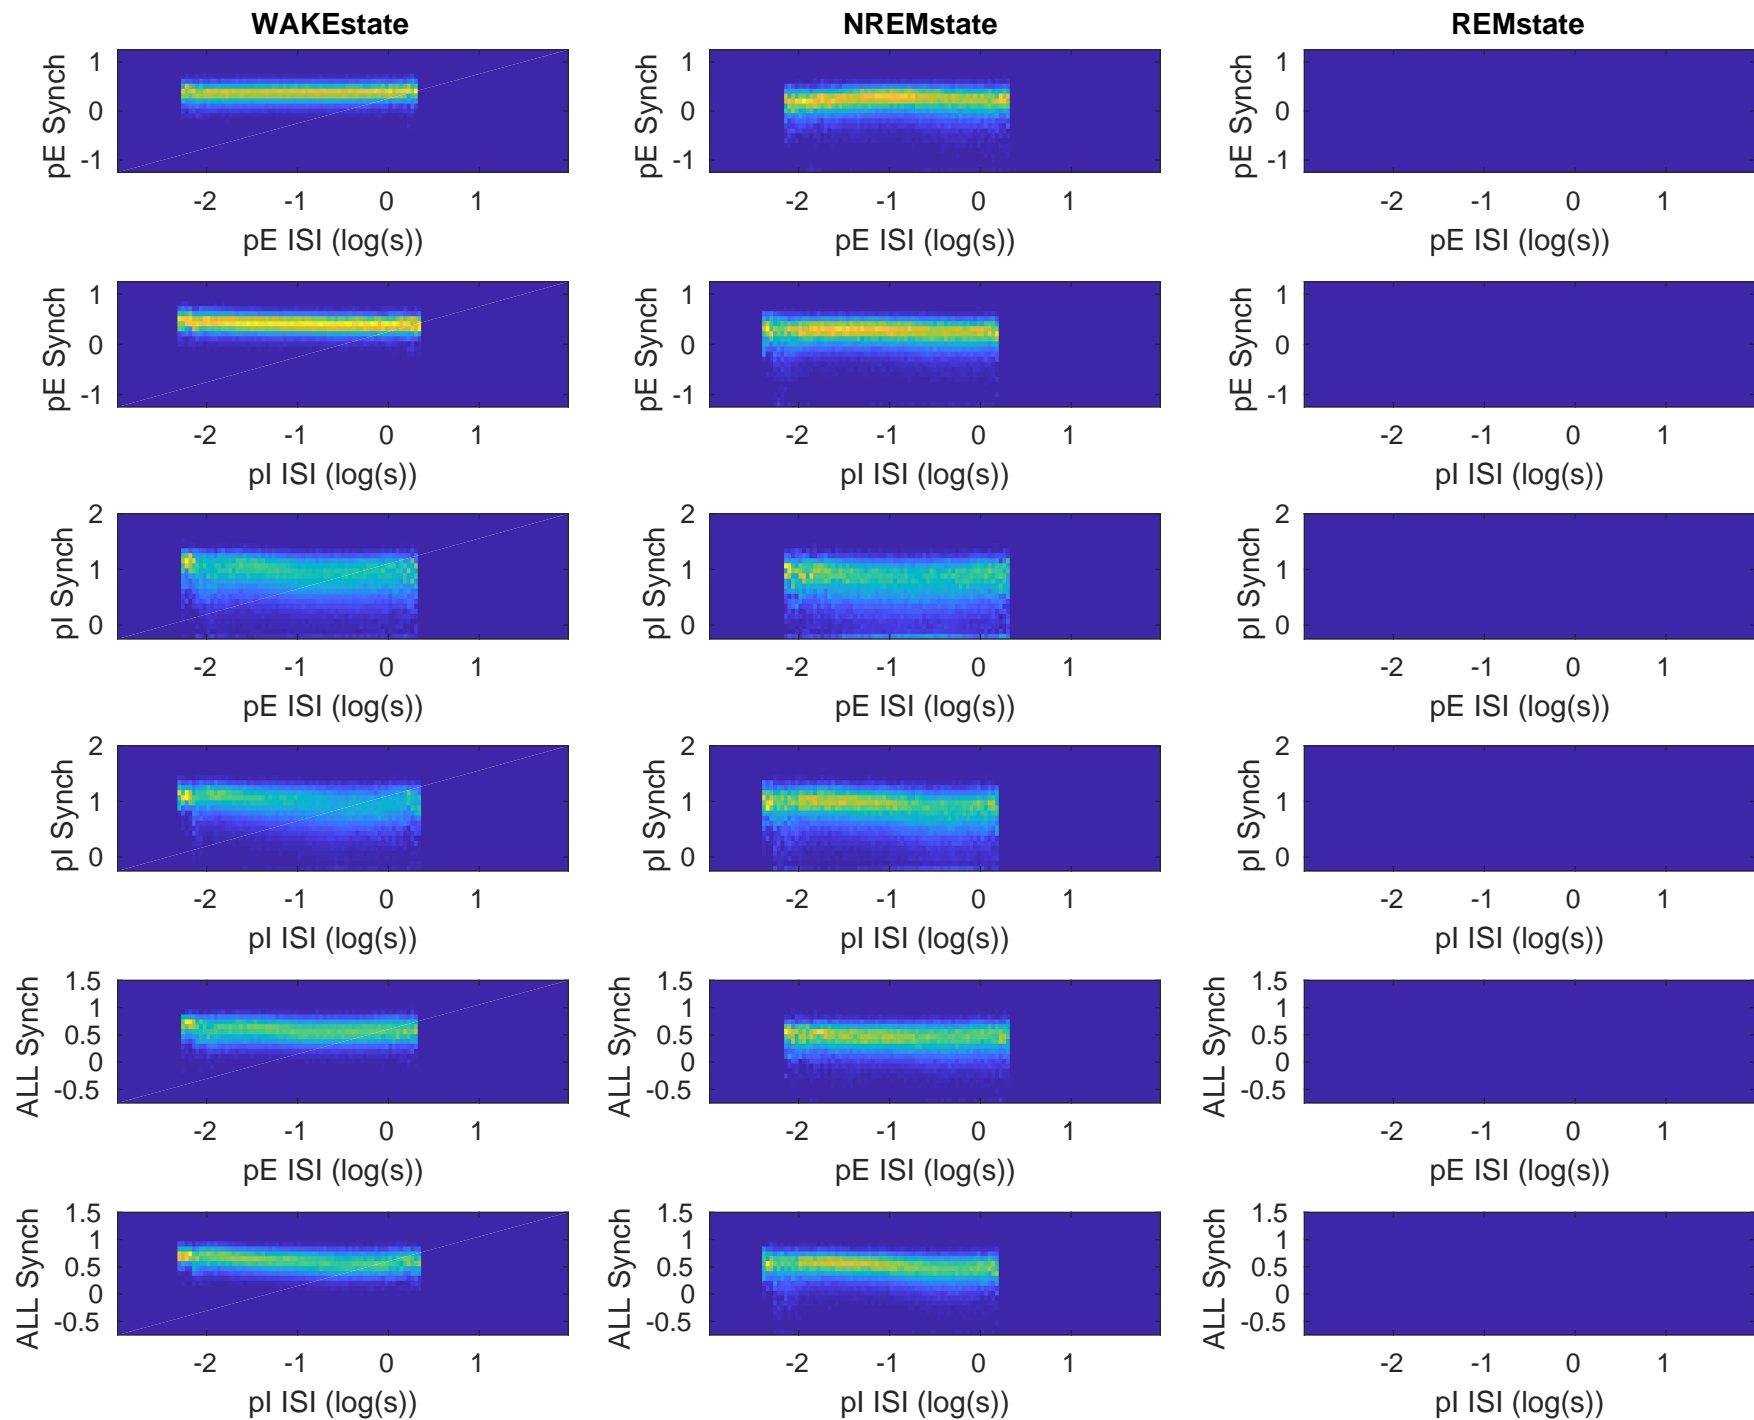 WAKEstate NREMstate REMstate
pE Synch 1 0 -1 pE Synch 1 0 -1 pE Synch 1 0 -1
-2 -1 0 1 -2 -1 0 1 -2 -1 0 1
pE ISI (log(s)) pE ISI (log(s)) pE ISI (log(s))
pE Synch 1 0 -1 pE Synch 1 0 -1 pE Synch 1 0 -1
-2 -1 0 1 -2 -1 0 1 -2 -1 0 1
pI ISI (log(s)) pI ISI (log(s)) pI ISI (log(s))
pI Synch 2 1 0 pI Synch 2 1 0 pI Synch 2 1 0
-2 -1 0 1 -2 -1 0 1 -2 -1 0 1
pE ISI (log(s)) pE ISI (log(s)) pE ISI (log(s))
pI Synch 2 1 0 pI Synch 2 1 0 pI Synch 2 1 0
-2 -1 0 1 -2 -1 0 1 -2 -1 0 1
pI ISI (log(s)) pI ISI (log(s)) pI ISI (log(s))
ALL Synch 1.5 1 0.5 0 -0.5 ALL Synch 1.5 1 0.5 0 -0.5 ALL Synch 1.5 1 0.5 0 -0.5
-2 -1 0 1 -2 -1 0 1 -2 -1 0 1
pE ISI (log(s)) pE ISI (log(s)) pE ISI (log(s))
ALL Synch 1.5 1 0.5 0 -0.5 ALL Synch 1.5 1 0.5 0 -0.5 ALL Synch 1.5 1 0.5 0 -0.5
-2 -1 0 1 -2 -1 0 1 -2 -1 0 1
pI ISI (log(s)) pI ISI (log(s)) pI ISI (log(s))